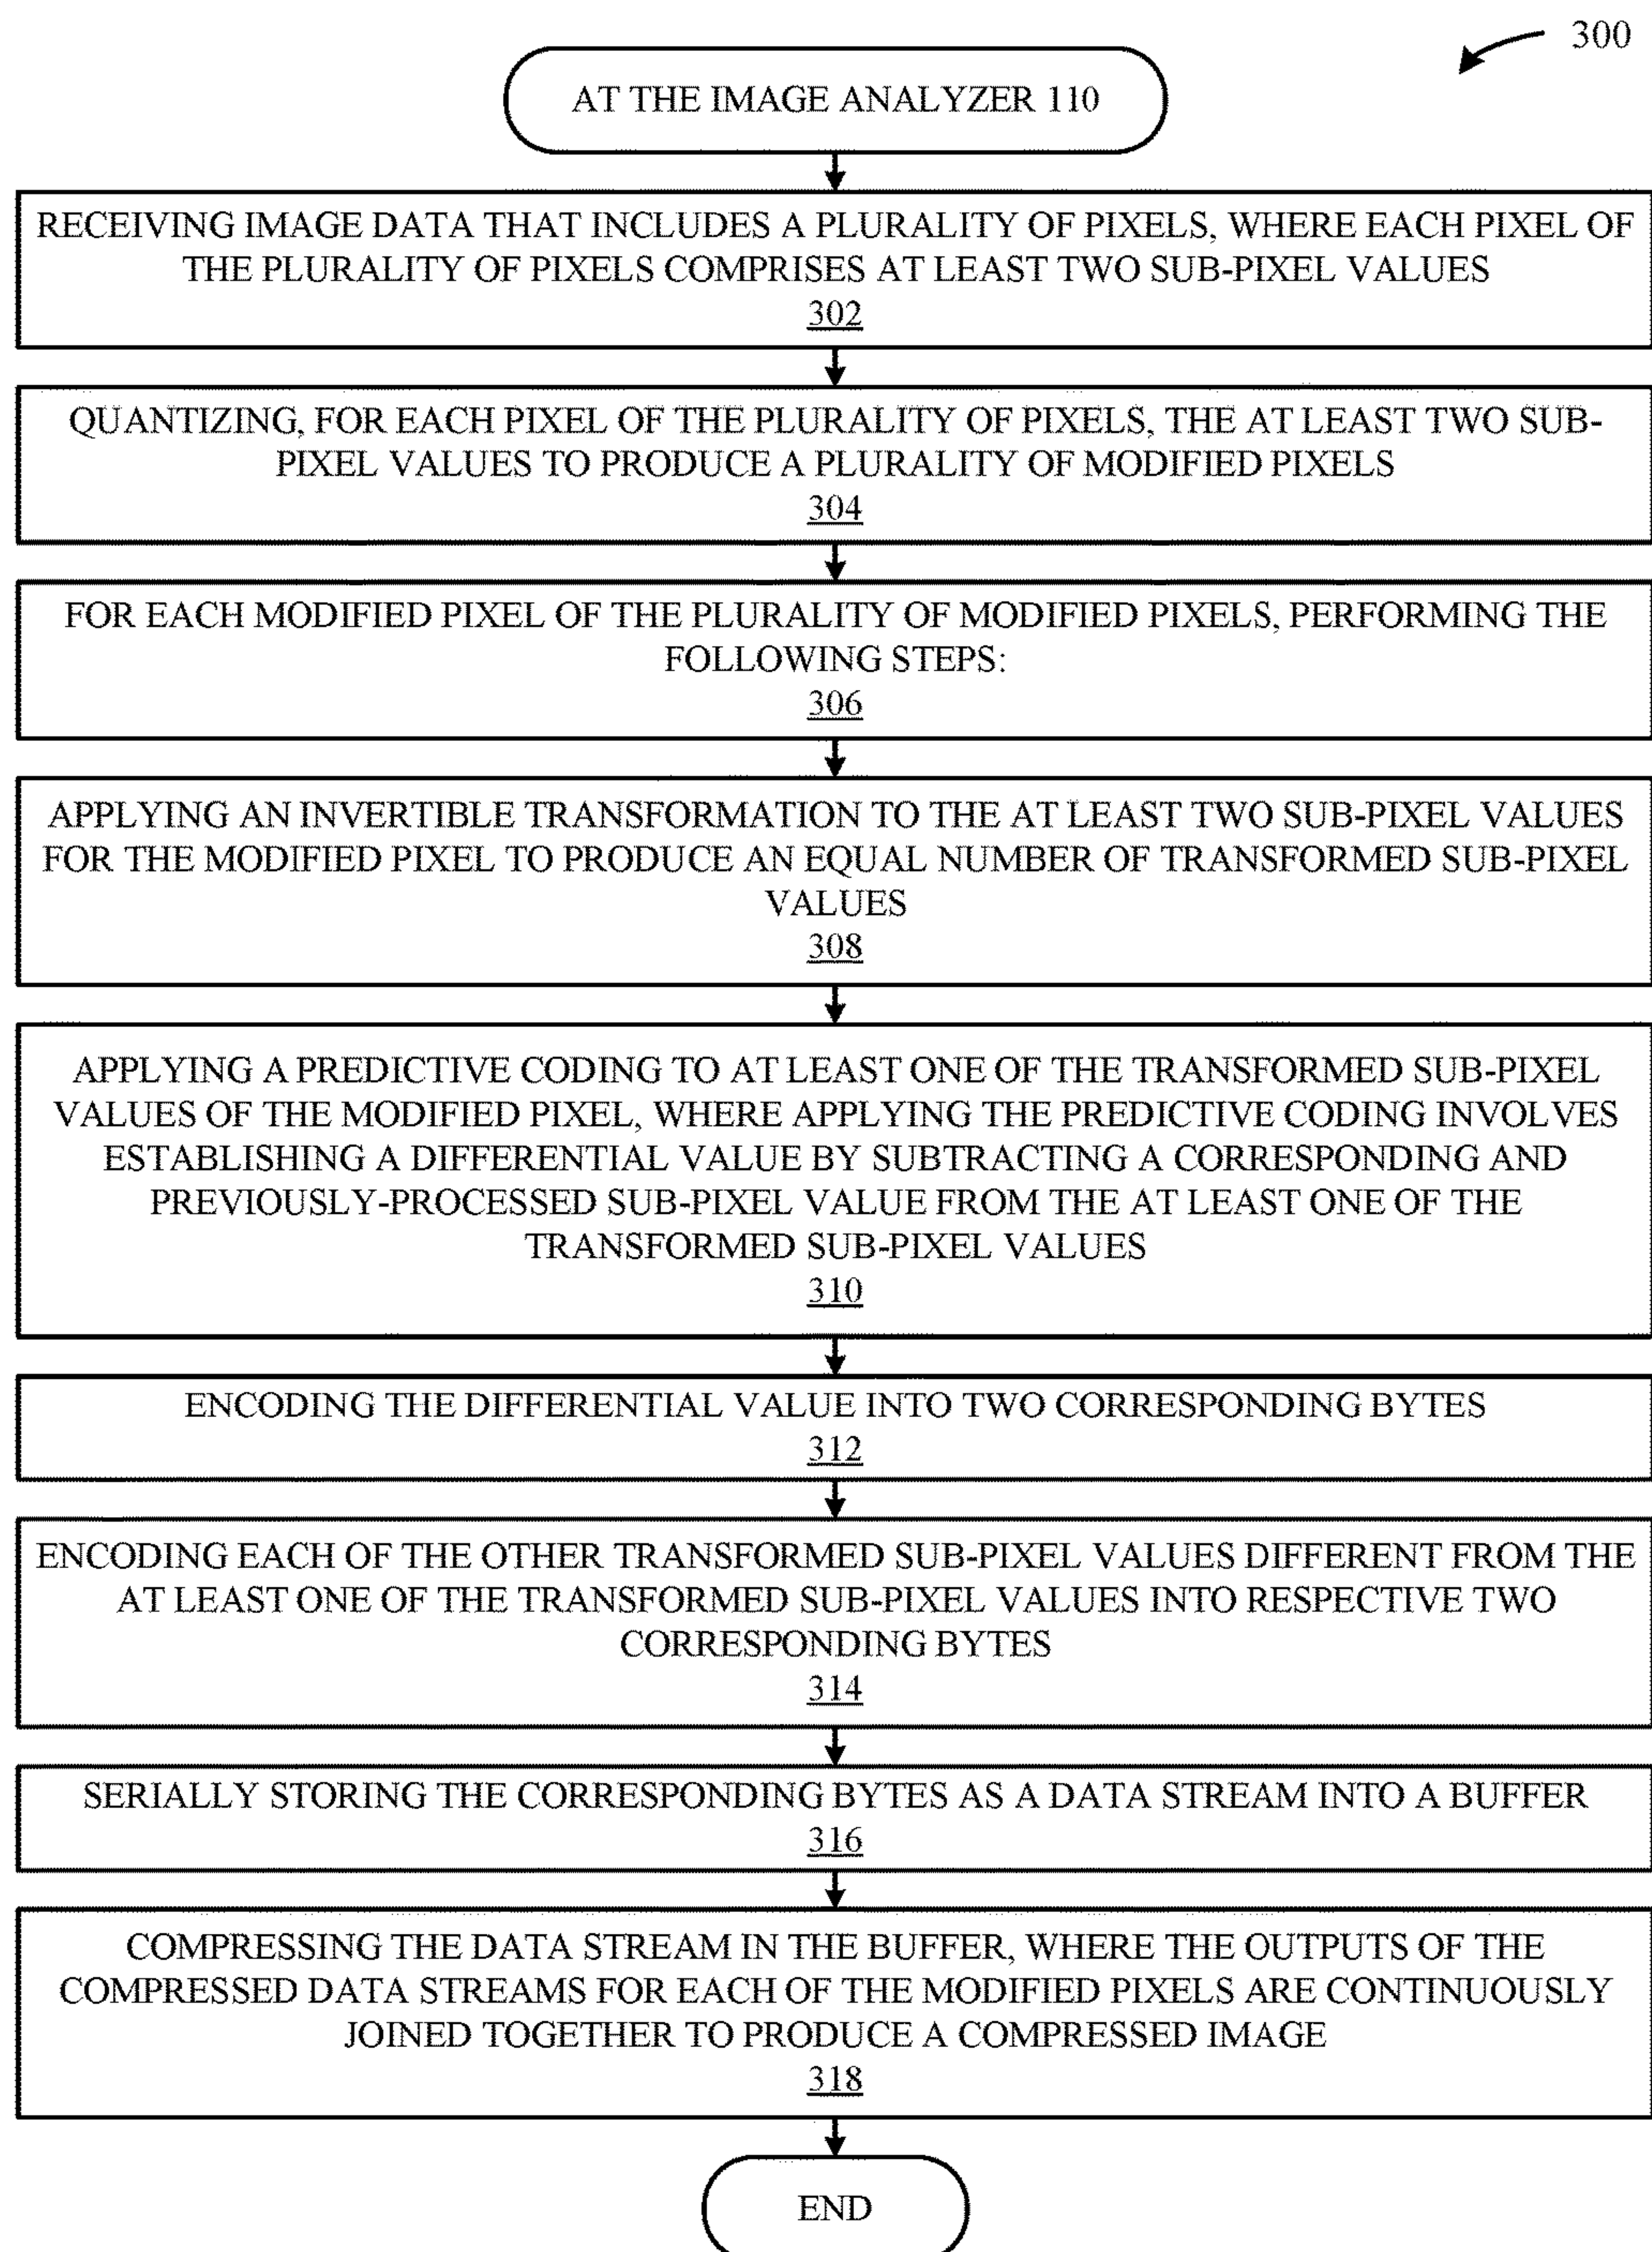 300
AT THE IMAGE ANALYZER 110
RECEIVING IMAGE DATA THAT INCLUDES A PLURALITY OF PIXELS, WHERE EACH PIXEL OF
THE PLURALITY OF PIXELS COMPRISES AT LEAST TWO SUB-PIXEL VALUES
302
QUANTIZING, FOR EACH PIXEL OF THE PLURALITY OF PIXELS, THE AT LEAST TWO SUB-
PIXEL VALUES TO PRODUCE A PLURALITY OF MODIFIED PIXELS
304
FOR EACH MODIFIED PIXEL OF THE PLURALITY OF MODIFIED PIXELS, PERFORMING THE
FOLLOWING STEPS:
306
APPLYING AN INVERTIBLE TRANSFORMATION TO THE AT LEAST TWO SUB-PIXEL VALUES
FOR THE MODIFIED PIXEL TO PRODUCE AN EQUAL NUMBER OF TRANSFORMED SUB-PIXEL
VALUES
308
APPLYING A PREDICTIVE CODING TO AT LEAST ONE OF THE TRANSFORMED SUB-PIXEL
VALUES OF THE MODIFIED PIXEL, WHERE APPLYING THE PREDICTIVE CODING INVOLVES
ESTABLISHING A DIFFERENTIAL VALUE BY SUBTRACTING A CORRESPONDING AND
PREVIOUSLY-PROCESSED SUB-PIXEL VALUE FROM THE AT LEAST ONE OF THE
TRANSFORMED SUB-PIXEL VALUES
310
ENCODING THE DIFFERENTIAL VALUE INTO TWO CORRESPONDING BYTES
312
ENCODING EACH OF THE OTHER TRANSFORMED SUB-PIXEL VALUES DIFFERENT FROM THE
AT LEAST ONE OF THE TRANSFORMED SUB-PIXEL VALUES INTO RESPECTIVE TWO
CORRESPONDING BYTES
314
SERIALLY STORING THE CORRESPONDING BYTES AS A DATA STREAM INTO A BUFFER
316
COMPRESSING THE DATA STREAM IN THE BUFFER, WHERE THE OUTPUTS OF THE
COMPRESSED DATA STREAMS FOR EACH OF THE MODIFIED PIXELS ARE CONTINUOUSLY
JOINED TOGETHER TO PRODUCE A COMPRESSED IMAGE
318
END